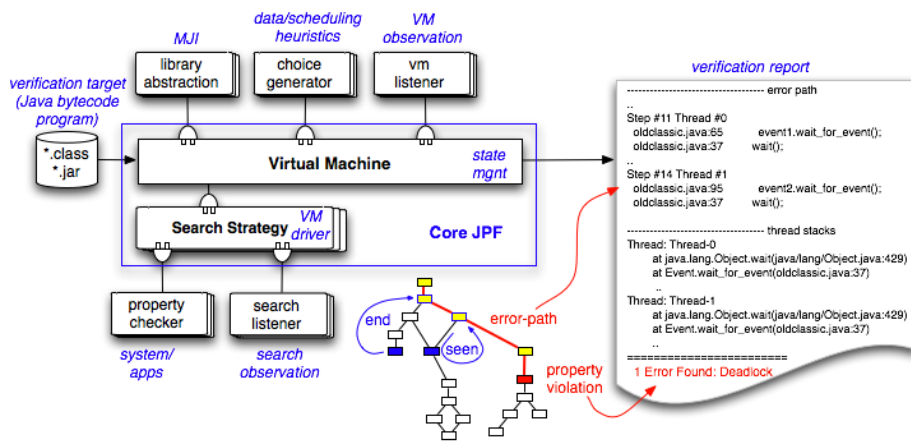 MJI
data/scheduling
heuristics
VM
observation
library
abstraction
choice
generator
vm
listener
verification target
(Java bytecode
program)
*.class
*.jar
Virtual Machine
state
mgnt
Search Strategy
VM
driver
Core JPF
property
checker
search
listener
system/
apps
search
observation
end
seen
error-path
property
violation
verification report
----------------------------------- error path
..
Step #11 Thread #0
oldclassic.java:65 event1.wait_for_event();
oldclassic.java:37 wait();
..
Step #14 Thread #1
oldclassic.java:95 event2.wait_for_event();
oldclassic.java:37 wait();
----------------------------------- thread stacks
Thread: Thread-0
at java.lang.Object.wait(java/lang/Object.java:429)
at Event.wait_for_event(oldclassic.java:37)
..
Thread: Thread-1
at java.lang.Object.wait(java/lang/Object.java:429)
at Event.wait_for_event(oldclassic.java:37)
..
========================
1 Error Found: Deadlock